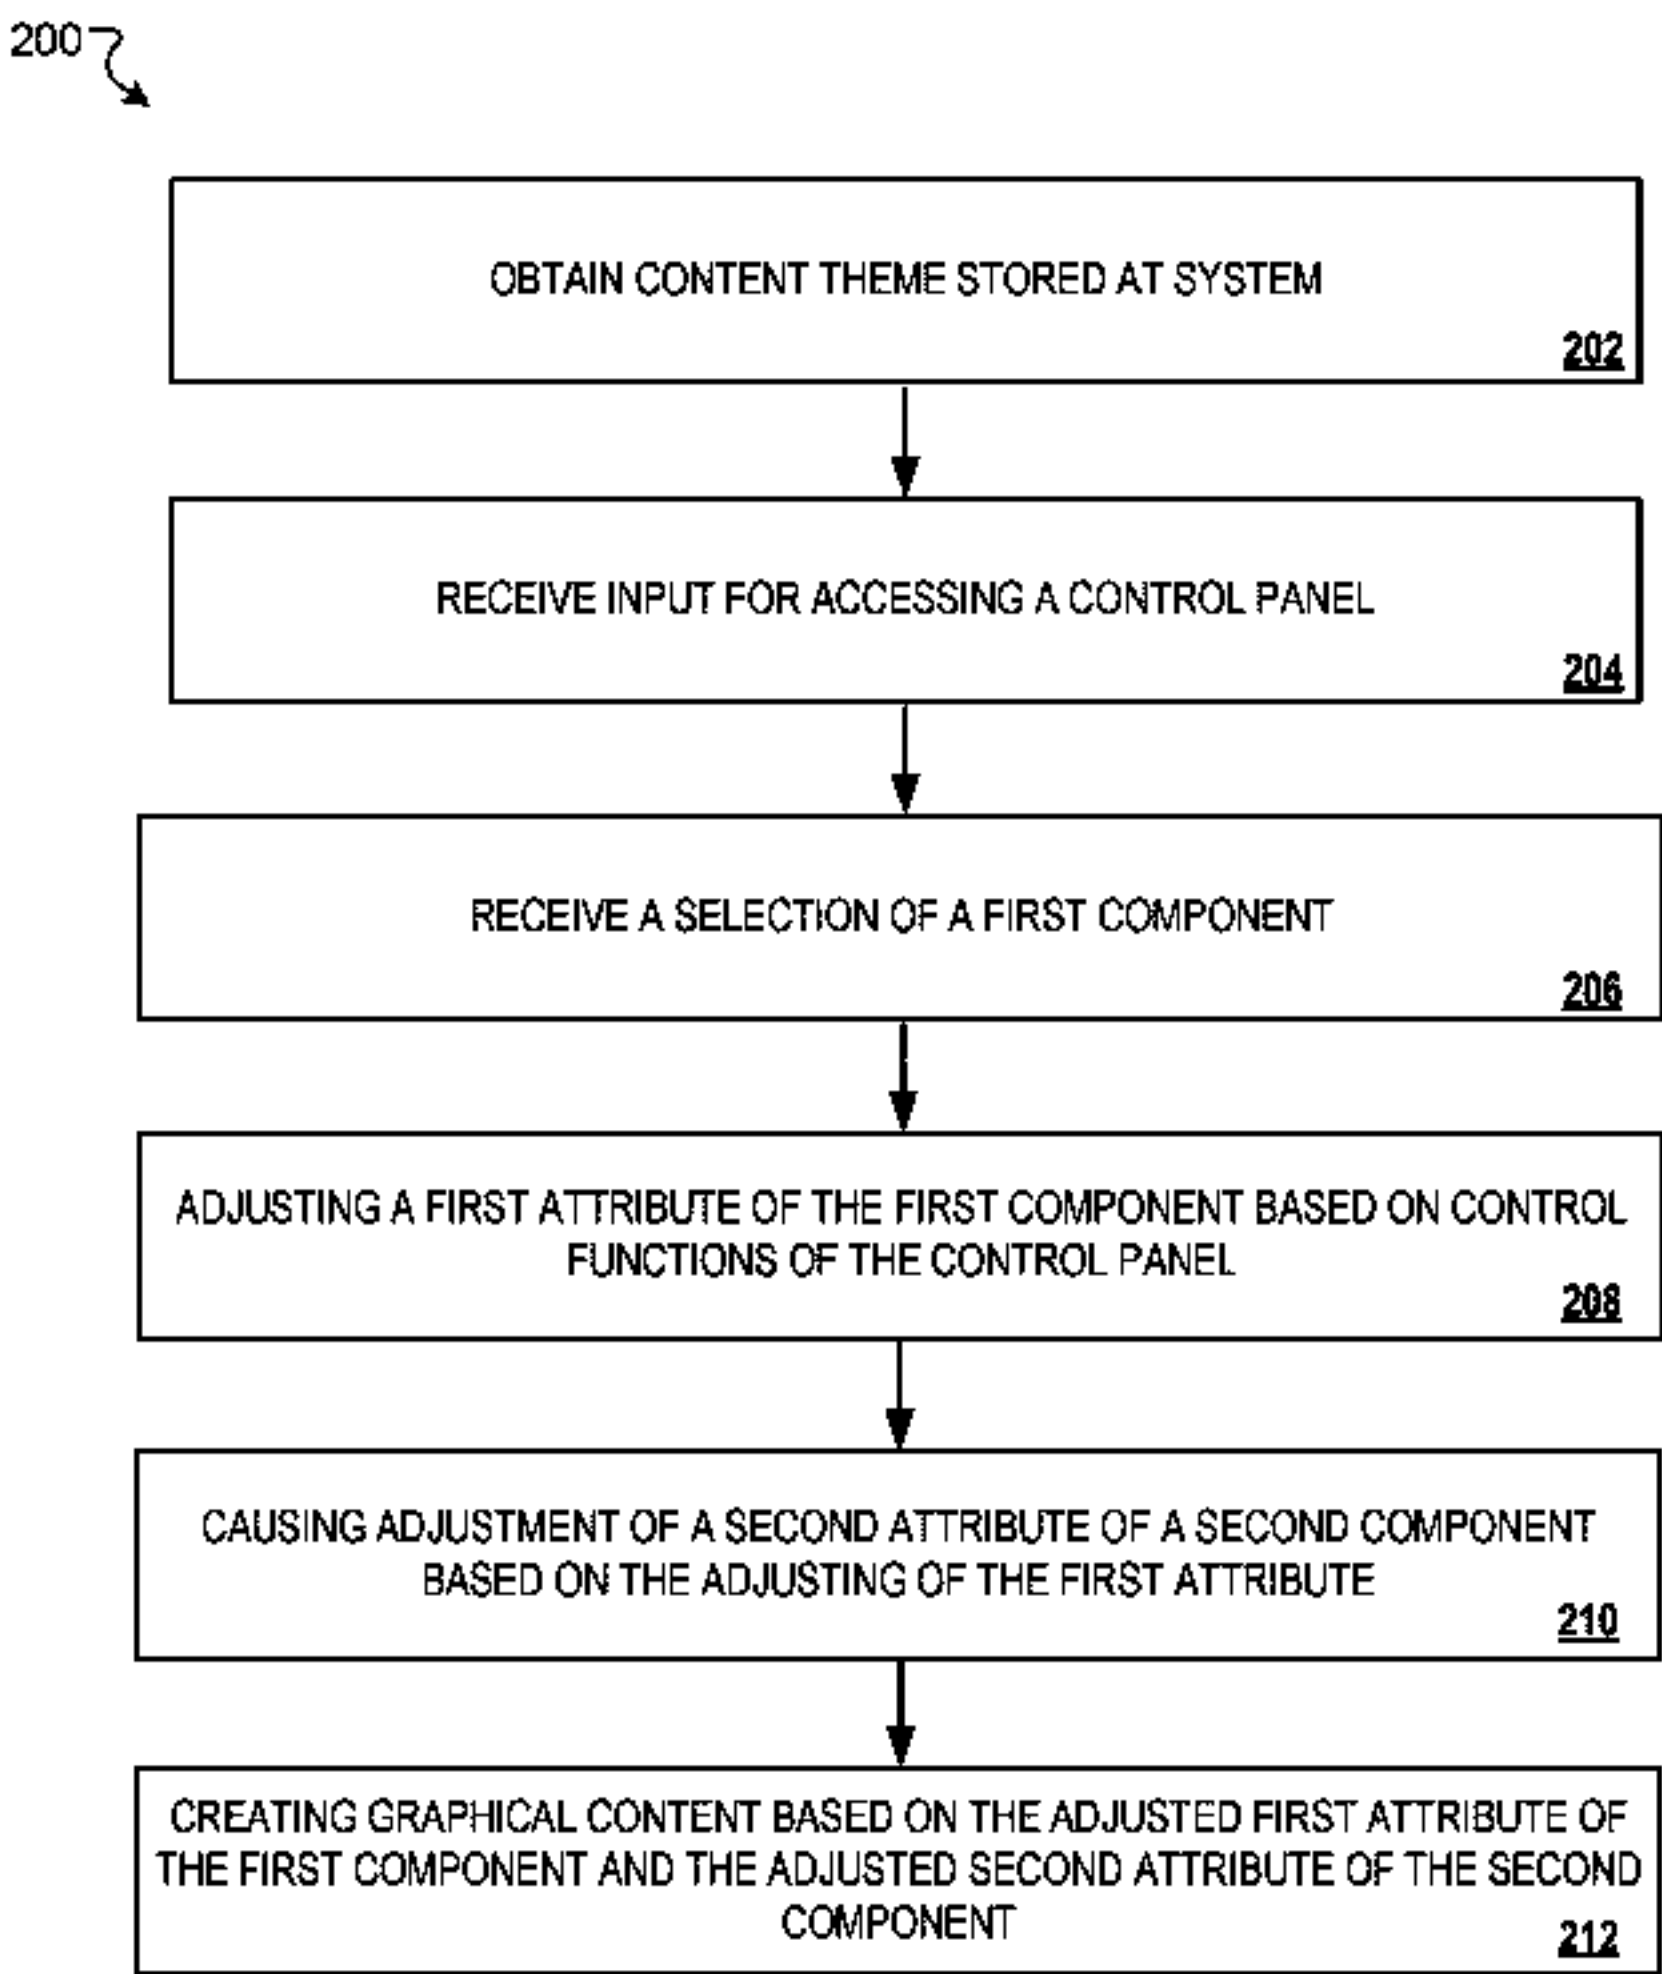 200
OBTAIN CONTENT THEME STORED AT SYSTEM
202
RECEIVE INPUT FOR ACCESSING A CONTROL PANEL
204
RECEIVE A SELECTION OF A FIRST COMPONENT
206
ADJUSTING A FIRST ATTRIBUTE OF THE FIRST COMPONENT BASED ON CONTROL
FUNCTIONS OF THE CONTROL PANEL
208
CAUSING ADJUSTMENT OF A SECOND ATTRIBUTE OF A SECOND COMPONENT
BASED ON THE ADJUSTING OF THE FIRST ATTRIBUTE
210
CREATING GRAPHICAL CONTENT BASED ON THE ADJUSTED FIRST ATTRIBUTE OF
THE FIRST COMPONENT AND THE ADJUSTED SECOND ATTRIBUTE OF THE SECOND
COMPONENT
212